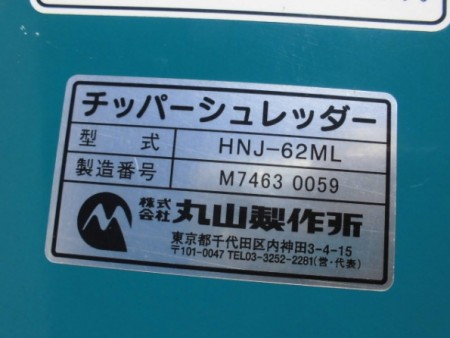 チッパーシュレッダー
型式 HNJ-62ML
製造番号 M7463 0059
株式会社 丸山製作所
東京都千代田区内神田3-4-15
〒101-0047 TEL03-3252-2281(営・代表)